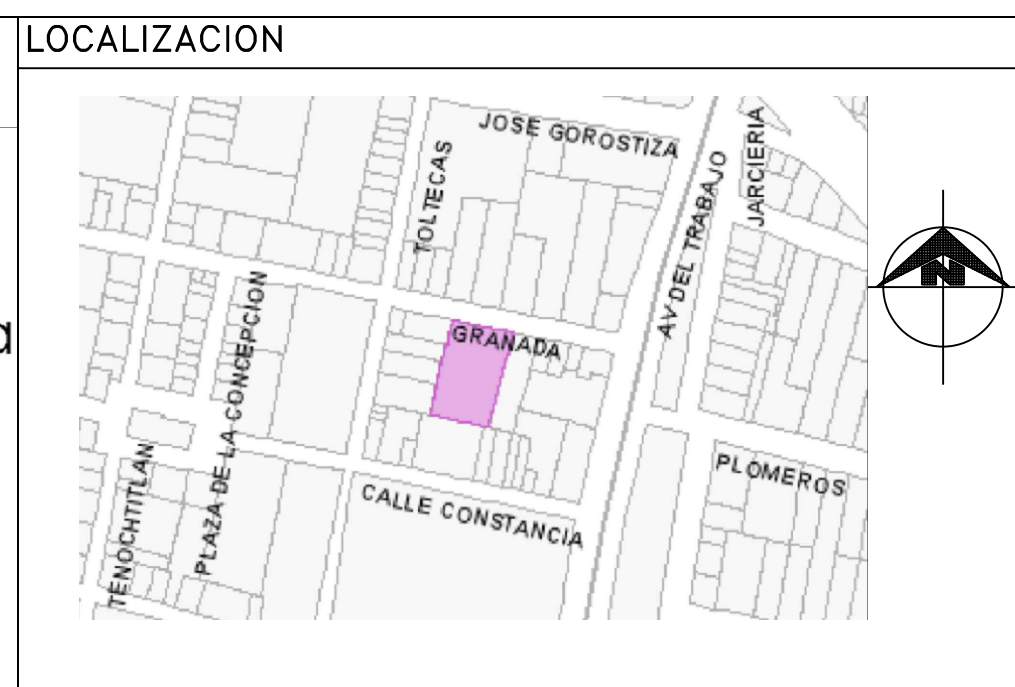 LOCALIZACION
JOSE GOROSTIZA
JARCIERIA
TOLTECAS
AV DEL TRABAJO
N
PLAZA DE LA CONCEPCION
GRANADA
TENOCHTITLAN
PLOMEROS
CALLE CONSTANCIA
a